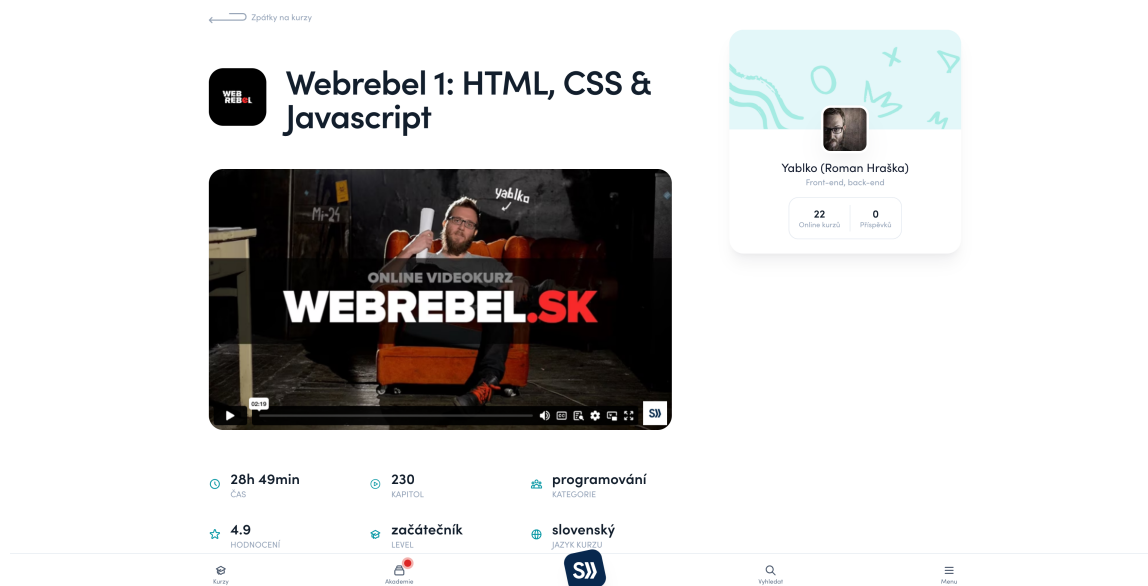 Zpátky na kurzy
WEB
REBEL
Webrebel 1: HTML, CSS &
Javascript
Yablko (Roman Hraška)
Front-end, back-end
22
Online kurzů
0
Příspěvků
Mi-24
yablko
ONLINE VIDEOKURZ
WEBREBEL.SK
02:19
28h 49min
ČAS
230
KAPITOL
programování
KATEGORIE
4.9
HODNOCENÍ
začátečník
LEVEL
slovenský
JAZYK KURZU
Kurzy
Akademie
Vyhledat
Menu